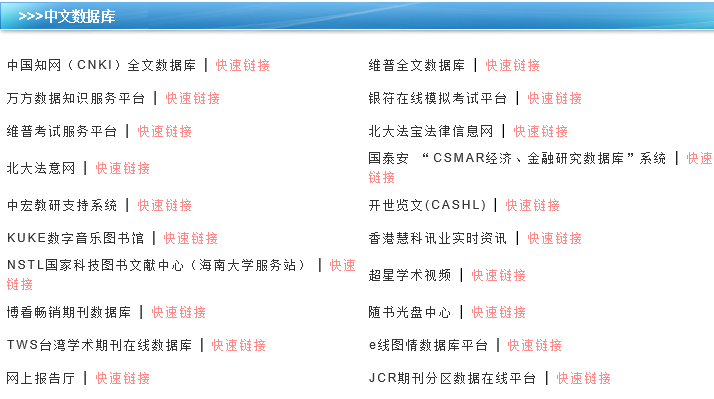 >>>中文数据库
中国知网（CNKI）全文数据库 | 快速链接
维普全文数据库 | 快速链接
万方数据知识服务平台 | 快速链接
银符在线模拟考试平台 | 快速链接
维普考试服务平台 | 快速链接
北大法宝法律信息网 | 快速链接
北大法意网 | 快速链接
国泰安 “CSMAR经济、金融研究数据库”系统 | 快速
链接
中宏教研支持系统 | 快速链接
开世览文(CASHL) | 快速链接
KUKE数字音乐图书馆 | 快速链接
香港慧科讯业实时资讯 | 快速链接
NSTL国家科技图书文献中心（海南大学服务站） | 快速
链接
超星学术视频 | 快速链接
博看畅销期刊数据库 | 快速链接
随书光盘中心 | 快速链接
TWS台湾学术期刊在线数据库 | 快速链接
e线图情数据库平台 | 快速链接
网上报告厅 | 快速链接
JCR期刊分区数据在线平台 | 快速链接